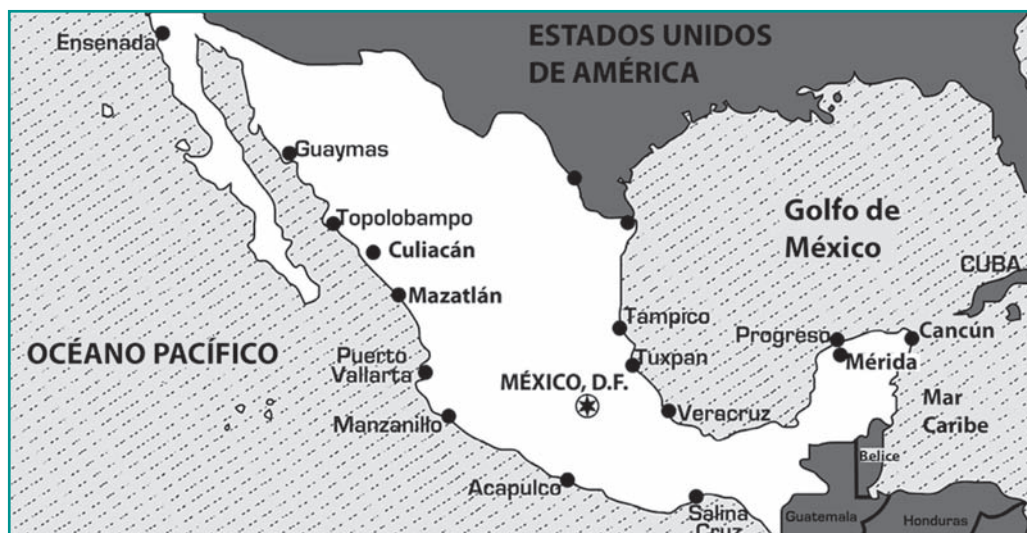 Ensenada
ESTADOS UNIDOS
DE AMÉRICA
Guaymas
Topolobampo
Golfo de
México
Culiacán
CUBA
Mazatlán
Tampico
Progreso
Cancún
OCÉANO PACÍFICO
Puerto
Vallarta
Tuxpan
Mérida
MÉXICO, D.F.
Manzanillo
Veracruz
Mar
Caribe
Belice
Acapulco
Salina
Cruz
Guatemala
Honduras